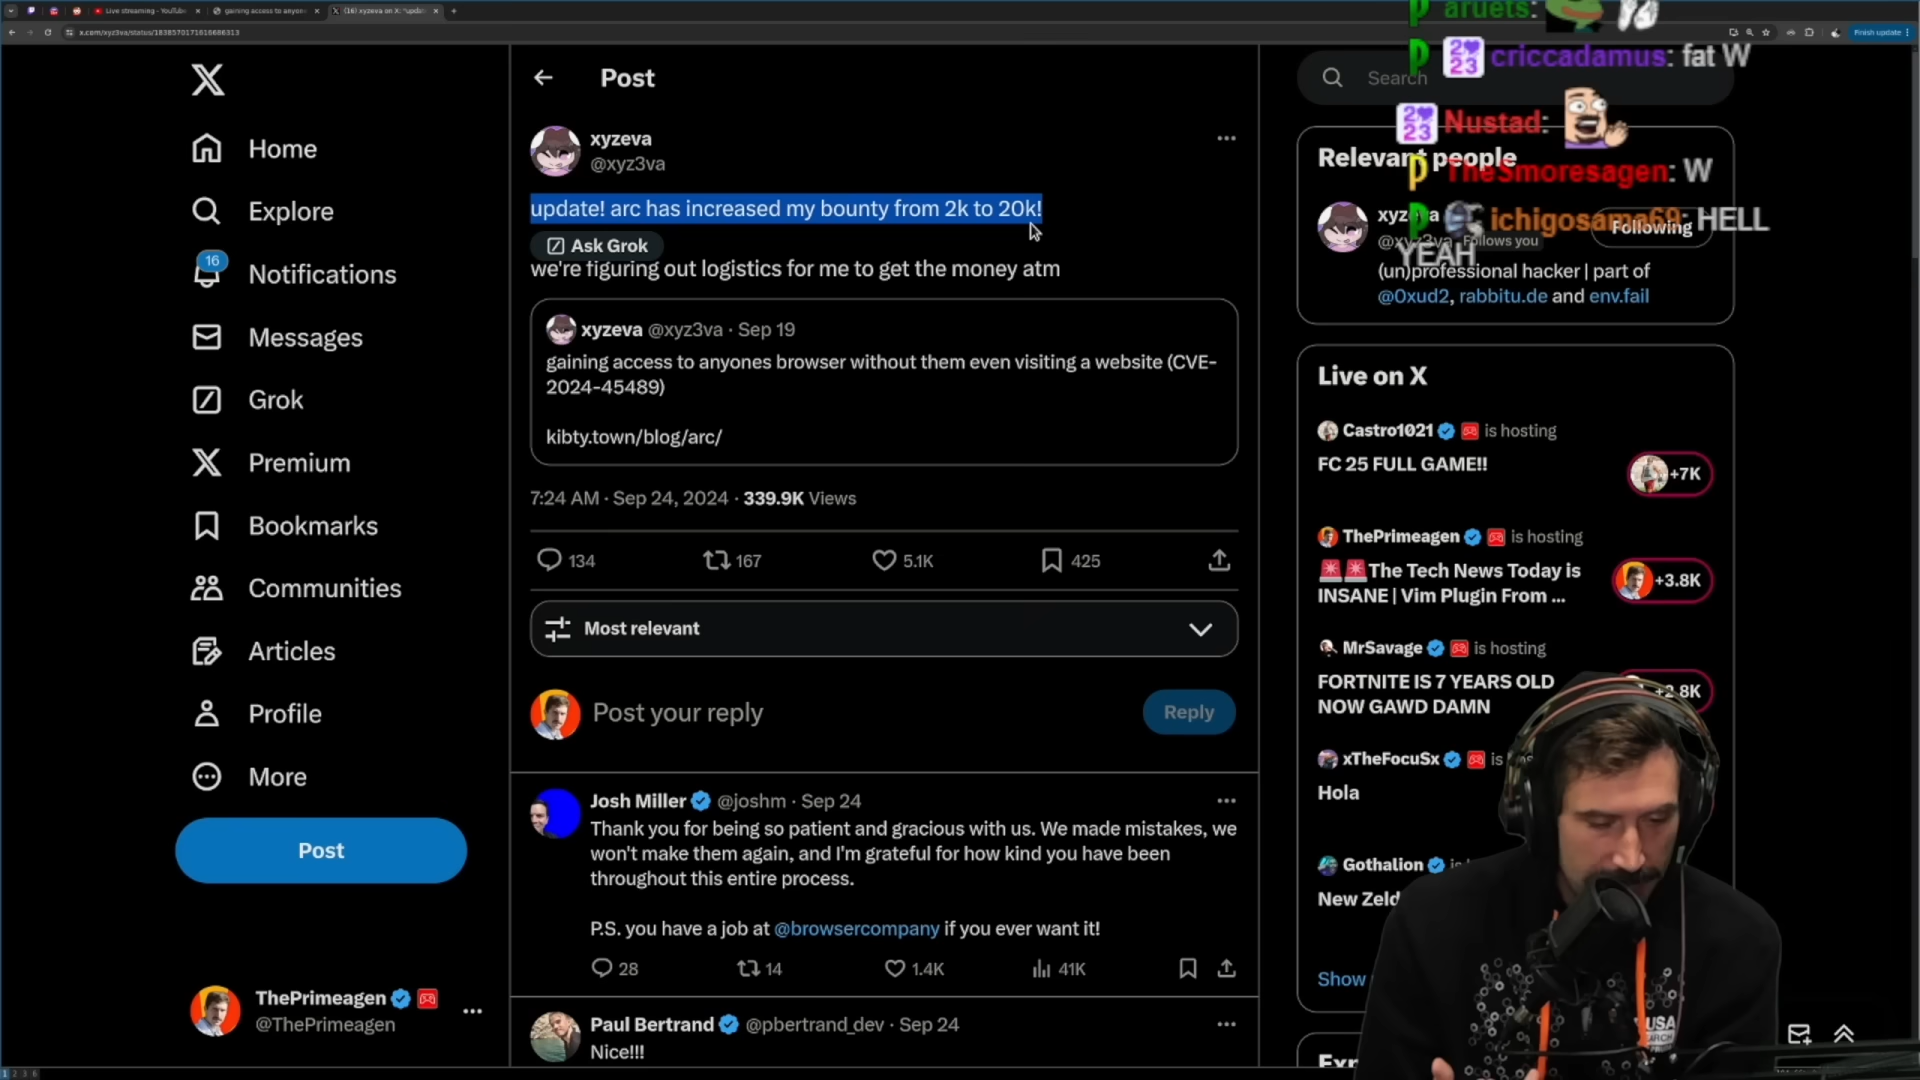 Live streaming - YouTube
gaining access to anyon
(16) xyzeva on X: "upda
x.com/xyz3va/status/1838570171616686313
Finish update
Home
Explore
16
Notifications
Messages
Grok
Premium
Bookmarks
Communities
Articles
Profile
More
Post
ThePrimeagen
@ThePrimeagen
Post
xyzeva
@xyz3va
update! arc has increased my bounty from 2k to 20k!
Ask Grok
we're figuring out logistics for me to get the money atm
xyzeva @xyz3va · Sep 19
gaining access to anyones browser without them even visiting a website (CVE-
2024-45489)
kibty.town/blog/arc/
7:24 AM · Sep 24, 2024 · 339.9K Views
134
167
5.1K
425
Most relevant
Post your reply
Reply
Josh Miller @joshm · Sep 24
Thank you for being so patient and gracious with us. We made mistakes, we
won't make them again, and I'm grateful for how kind you have been
throughout this entire process.
P.S. you have a job at @browsercompany if you ever want it!
28
14
1.4K
41K
Paul Bertrand @pbertrand_dev · Sep 24
Nice!!!
Search
aruets:
2023 criccadamus: fat W
2023 Nustad:
TheSmoresagen: W
ichigosama69: HELL
YEAH
Relevant people
xyzeva
@xyz3va Follows you
Following
(un)professional hacker | part of
@0xud2, rabbitu.de and env.fail
Live on X
Castro1021 is hosting
FC 25 FULL GAME!!
+7K
ThePrimeagen is hosting
The Tech News Today is
INSANE | Vim Plugin From ...
+3.8K
MrSavage is hosting
FORTNITE IS 7 YEARS OLD
NOW GAWD DAMN
+2.8K
xTheFocuSx is
Hola
Gothalion
New Zeld
Show
USA